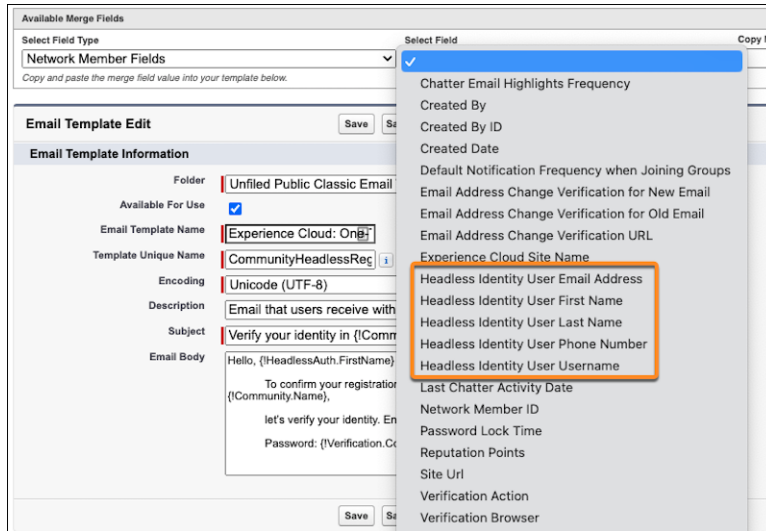 Available Merge Fields
Select Field Type
Select Field
Copy
Network Member Fields
Copy and paste the merge field value into your template below.
Chatter Email Highlights Frequency
Created By
Created By ID
Created Date
Default Notification Frequency when Joining Groups
Email Address Change Verification for New Email
Email Address Change Verification for Old Email
Email Address Change Verification URL
Experience Cloud Site Name
Headless Identity User Email Address
Headless Identity User First Name
Headless Identity User Last Name
Headless Identity User Phone Number
Headless Identity User Username
Last Chatter Activity Date
Network Member ID
Password Lock Time
Reputation Points
Site Url
Verification Action
Verification Browser
Email Template Edit
Save
Email Template Information
Folder
Unfiled Public Classic Email
Available For Use
Email Template Name
Experience Cloud: One-
Template Unique Name
CommunityHeadlessReg
i
Encoding
Unicode (UTF-8)
Description
Email that users receive with
Subject
Verify your identity in {!Comm
Email Body
Hello, {!HeadlessAuth.FirstName}
To confirm your registration
{!Community.Name},
let's verify your identity. En
Password: {!Verification.Co
Save